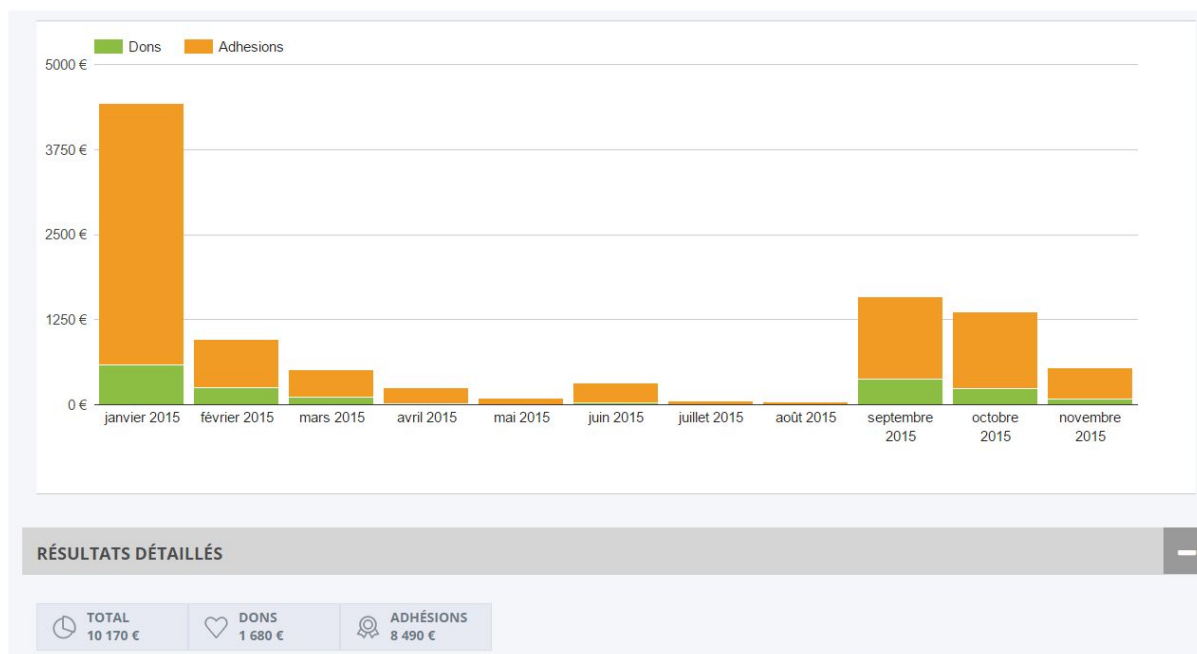 Dons Adhesions
5000 €
3750 €
2500 €
1250 €
0 €
janvier 2015 février 2015 mars 2015 avril 2015 mai 2015 juin 2015 juillet 2015 août 2015 septembre 2015 octobre 2015 novembre 2015
RÉSULTATS DÉTAILLÉS
TOTAL
10 170 €
DONS
1 680 €
ADHÉSIONS
8 490 €